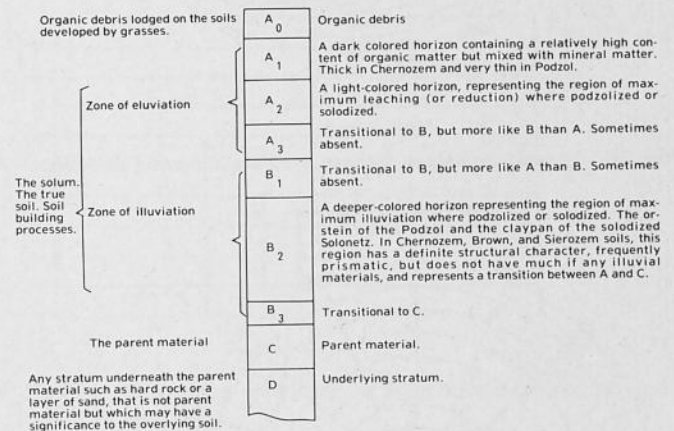 Organic debris lodged on the soils
developed by grasses.
A0
Organic debris
A1
A dark colored horizon containing a relatively high con-
tent of organic matter but mixed with mineral matter.
Thick in Chernozem and very thin in Podzol.
Zone of eluviation
A2
A light-colored horizon, representing the region of max-
imum leaching (or reduction) where podzolized or
solodized.
A3
Transitional to B, but more like B than A. Sometimes
absent.
B1
Transitional to B, but more like A than B. Sometimes
absent.
The solum.
The true
soil. Soil
building
processes.
Zone of illuviation
B2
A deeper-colored horizon representing the region of max-
imum illuviation where podzolized or solodized. The or-
stein of the Podzol and the claypan of the solodized
Solonetz. In Chernozem, Brown, and Sierozem soils, this
region has a definite structural character, frequently
prismatic, but does not have much if any illuvial
materials, and represents a transition between A and C.
B3
Transitional to C.
The parent material
C
Parent material.
Any stratum underneath the parent
material such as hard rock or a
layer of sand, that is not parent
material but which may have a
significance to the overlying soil.
D
Underlying stratum.